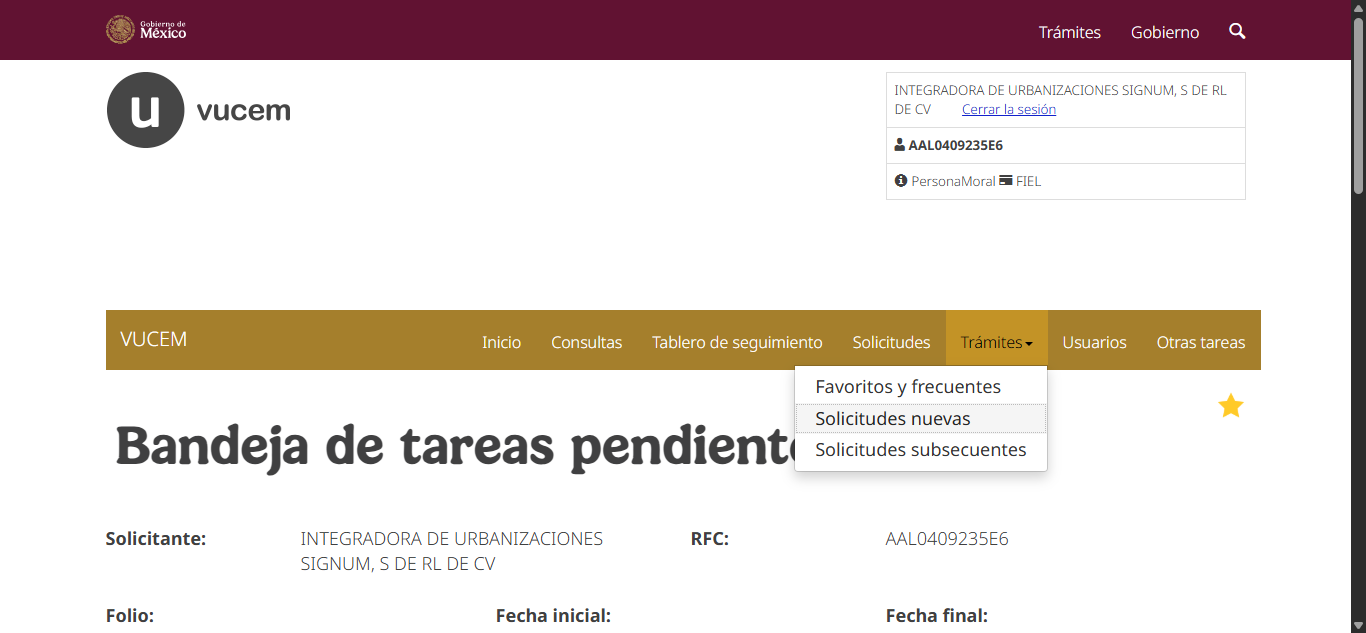 Gobierno de
México
Trámites
Gobierno
u vucem
INTEGRADORA DE URBANIZACIONES SIGNUM, S DE RL
DE CV Cerrar la sesión
AAL0409235E6
PersonaMoral FIEL
VUCEM
Inicio
Consultas
Tablero de seguimiento
Solicitudes
Trámites
Usuarios
Otras tareas
Favoritos y frecuentes
Solicitudes nuevas
Solicitudes subsecuentes
Bandeja de tareas pendient
Solicitante:
INTEGRADORA DE URBANIZACIONES
SIGNUM, S DE RL DE CV
RFC:
AAL0409235E6
Folio:
Fecha inicial:
Fecha final: